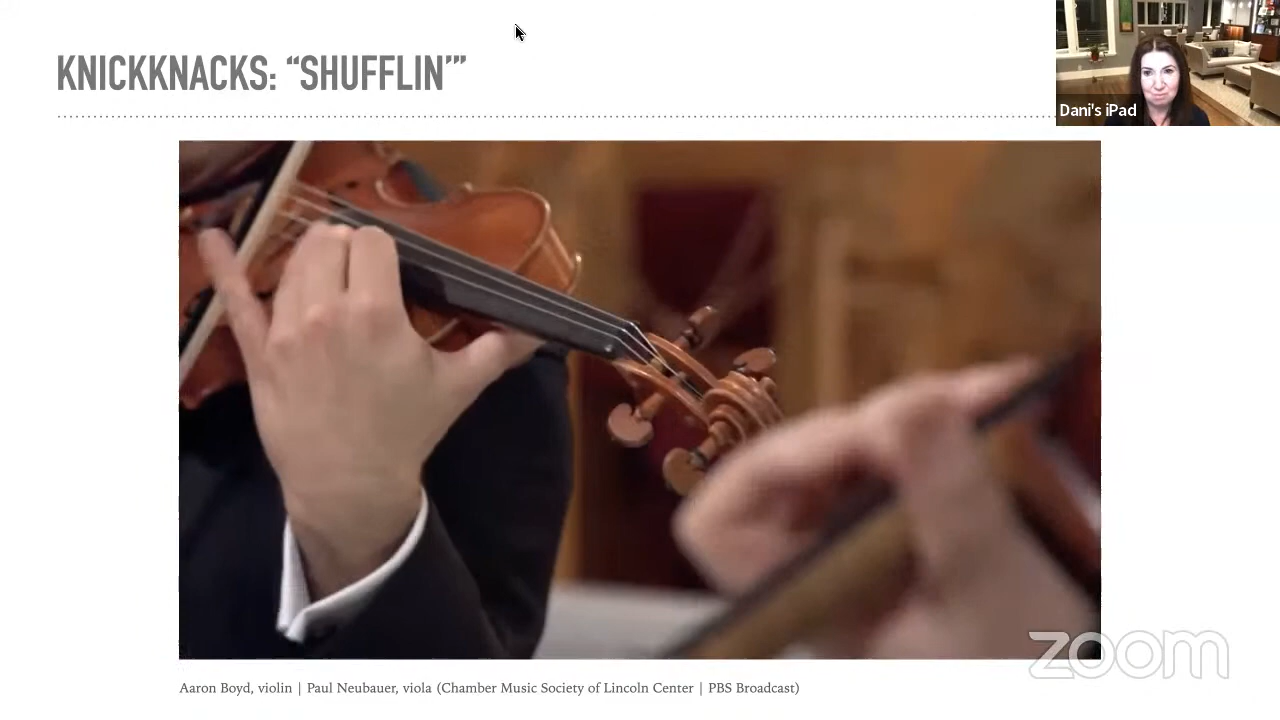 KNICKKNACKS: “SHUFFLIN’”
Dani's iPad
zoom
Aaron Boyd, violin | Paul Neubauer, viola (Chamber Music Society of Lincoln Center | PBS Broadcast)